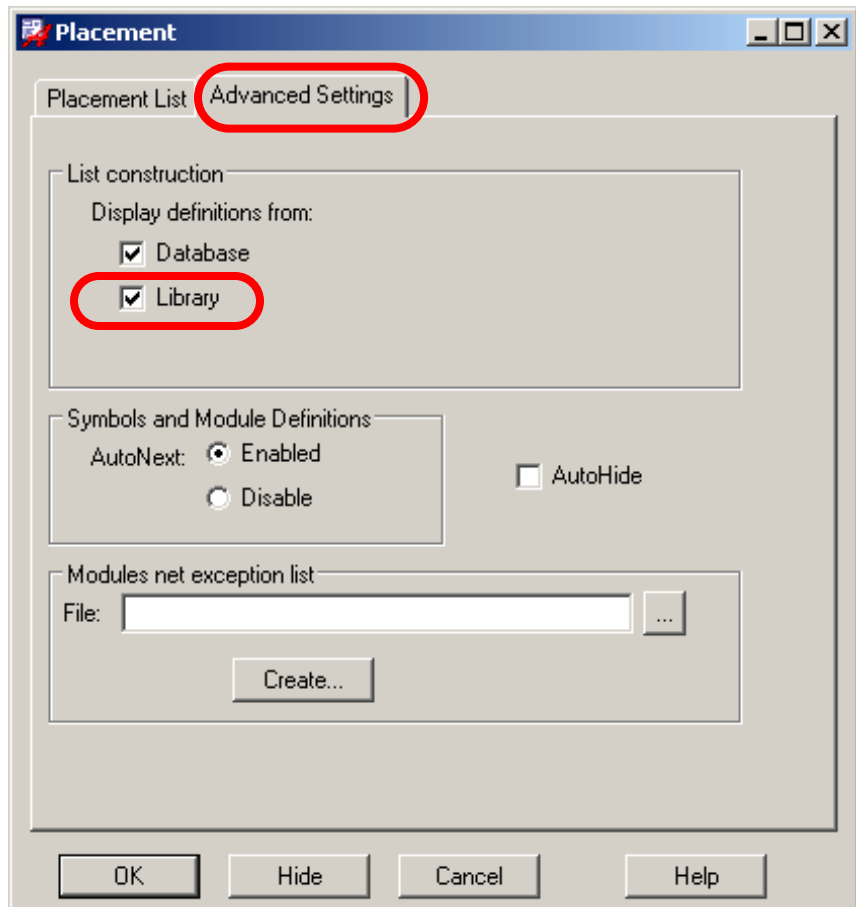 Placement
Placement List
Advanced Settings
List construction
Display definitions from:
Database
Library
Symbols and Module Definitions
AutoNext:
Enabled
Disable
AutoHide
Modules net exception list
File:
...
Create...
OK
Hide
Cancel
Help